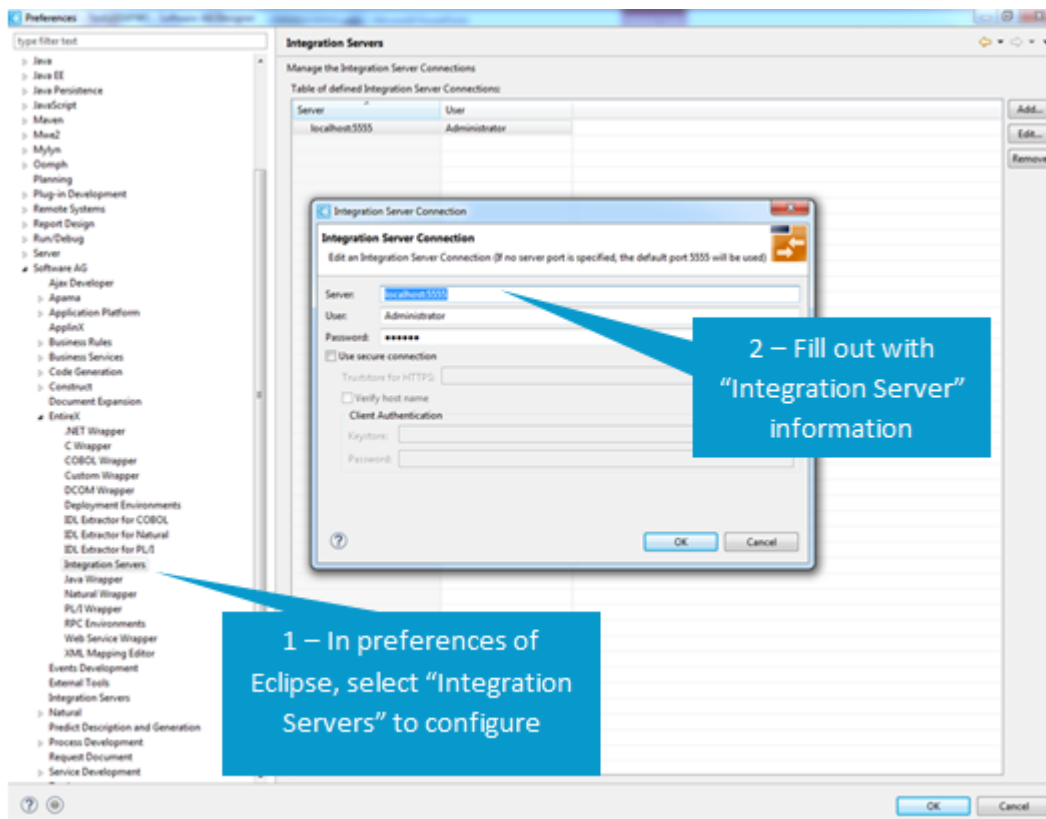 Preferences
type filter text
Java
Java EE
Java Persistence
JavaScript
Maven
Mwe2
Mylyn
Oomph
Planning
Plug-in Development
Remote Systems
Report Design
Run/Debug
Server
Software AG
Ajax Developer
Apama
Application Platform
ApplinX
Business Rules
Business Services
Code Generation
Construct
Document Expansion
EntireX
.NET Wrapper
C Wrapper
COBOL Wrapper
Custom Wrapper
DCOM Wrapper
Deployment Environments
IDL Extractor for COBOL
IDL Extractor for Natural
IDL Extractor for PL/I
Integration Servers
Java Wrapper
Natural Wrapper
PL/I Wrapper
RPC Environments
Web Service Wrapper
XML Mapping Editor
Events Development
External Tools
Integration Servers
Natural
Predict Description and Generation
Process Development
Request Document
Service Development
Integration Servers
Manage the Integration Server Connections
Table of defined Integration Server Connections:
Server User
localhost:5555 Administrator
Add...
Edit...
Remove
Integration Server Connection
Integration Server Connection
Edit an Integration Server Connection (If no server port is specified, the default port 5555 will be used)
Server: localhost:5555
User: Administrator
Password: ●●●●●●
Use secure connection
Truststore for HTTPS:
Verify host name
Client Authentication
Keystore:
Password:
OK Cancel
2 – Fill out with
“Integration Server”
information
1 – In preferences of
Eclipse, select “Integration
Servers” to configure
OK Cancel